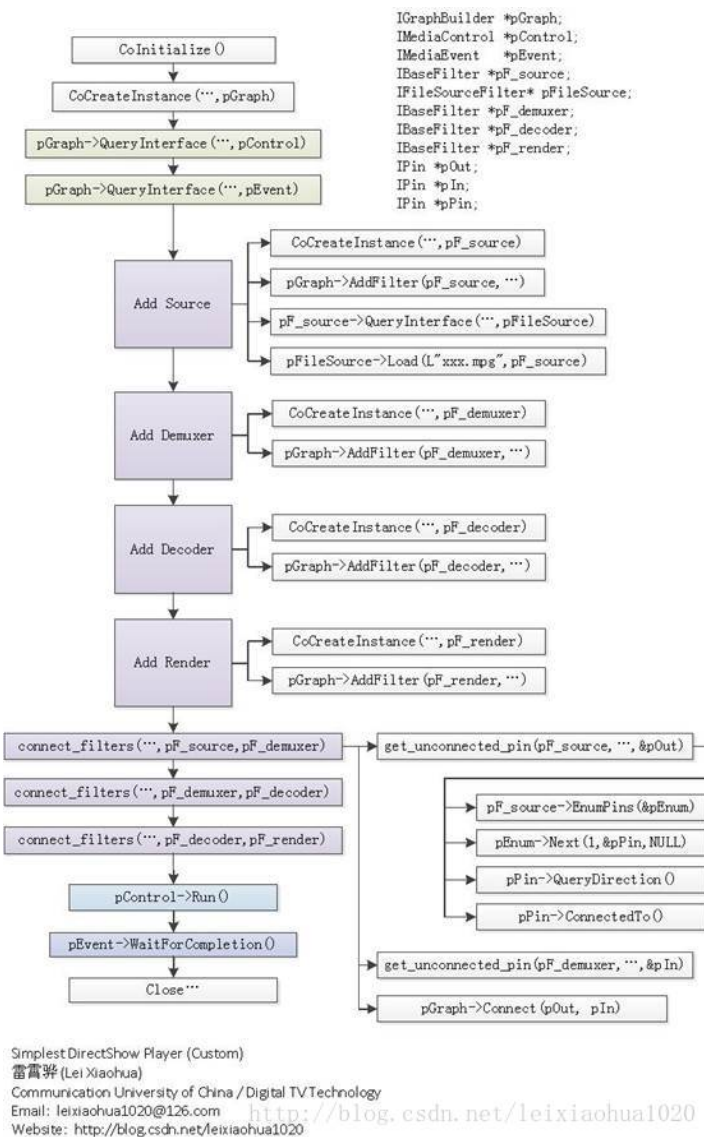 IGraphBuilder *pGraph;
IMediaControl *pControl;
IMediaEvent *pEvent;
IBaseFilter *pF_source;
IFileSourceFilter* pFileSource;
IBaseFilter *pF_demuxer;
IBaseFilter *pF_decoder;
IBaseFilter *pF_render;
IPin *pOut;
IPin *pIn;
IPin *pPin;
CoInitialize()
CoCreateInstance(…,pGraph)
pGraph->QueryInterface(…,pControl)
pGraph->QueryInterface(…,pEvent)
Add Source
CoCreateInstance(…,pF_source)
pGraph->AddFilter(pF_source,…)
pF_source->QueryInterface(…,pFileSource)
pFileSource->Load(L"xxx.mpg",pF_source)
Add Demuxer
CoCreateInstance(…,pF_demuxer)
pGraph->AddFilter(pF_demuxer,…)
Add Decoder
CoCreateInstance(…,pF_decoder)
pGraph->AddFilter(pF_decoder,…)
Add Render
CoCreateInstance(…,pF_render)
pGraph->AddFilter(pF_render,…)
connect_filters(…,pF_source,pF_demuxer)
get_unconnected_pin(pF_source,…,&pOut)
connect_filters(…,pF_demuxer,pF_decoder)
pF_source->EnumPins(&pEnum)
connect_filters(…,pF_decoder,pF_render)
pEnum->Next(1,&pPin,NULL)
pControl->Run()
pPin->QueryDirection()
pPin->ConnectedTo()
pEvent->WaitForCompletion()
get_unconnected_pin(pF_demuxer,…,&pIn)
Close…
pGraph->Connect(pOut, pIn)
Simplest DirectShow Player (Custom)
雷霄骅 (Lei Xiaohua)
Communication University of China / Digital TV Technology
Email: leixiaohua1020@126.com
Website: http://blog.csdn.net/leixiaohua1020
http://blog.csdn.net/leixiaohua1020